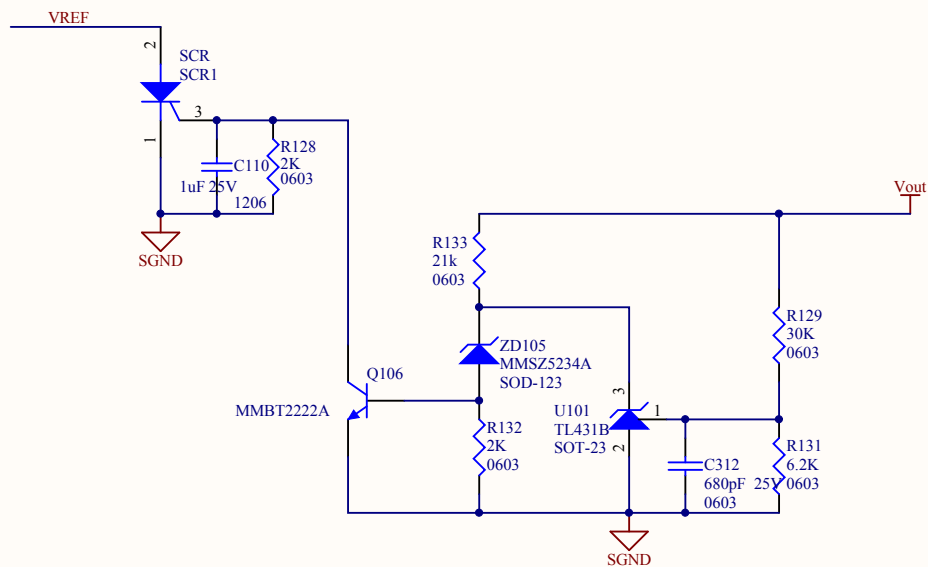 VREF
2
SCR
SCR1
3
1
R128
2K
0603
C110
1uF 25V
1206
SGND
Vout
R133
21k
0603
R129
30K
0603
ZD105
MMSZ5234A
SOD-123
Q106
MMBT2222A
3
U101
TL431B
SOT-23
1
2
R132
2K
0603
C312
680pF 25V
0603
R131
6.2K
0603
SGND